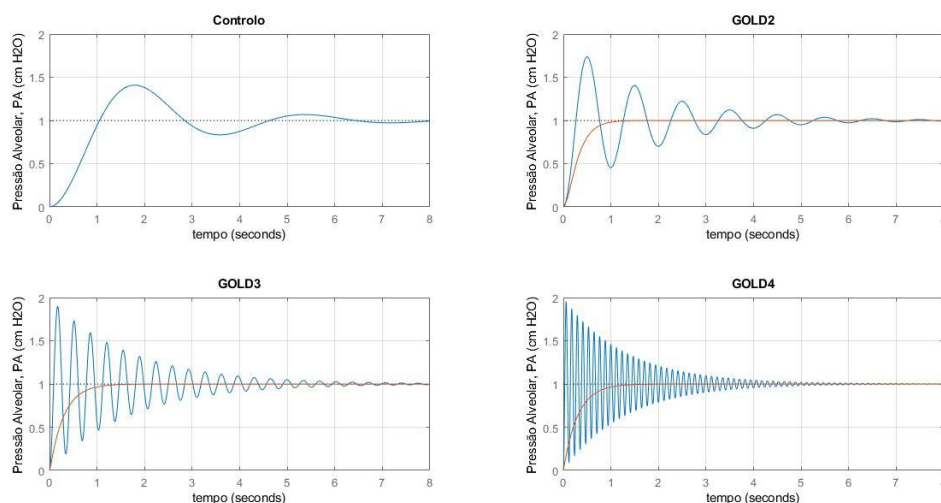 Controlo
Pressão Alveolar, PA (cm H2O)
2
1.5
1
0.5
0
0 1 2 3 4 5 6 7 8
tempo (seconds)
GOLD2
Pressão Alveolar, PA (cm H2O)
2
1.5
1
0.5
0
0 1 2 3 4 5 6 7
tempo (seconds)
GOLD3
Pressão Alveolar, PA (cm H2O)
2
1.5
1
0.5
0
0 1 2 3 4 5 6 7 8
tempo (seconds)
GOLD4
Pressão Alveolar, PA (cm H2O)
2
1.5
1
0.5
0
0 1 2 3 4 5 6 7
tempo (seconds)